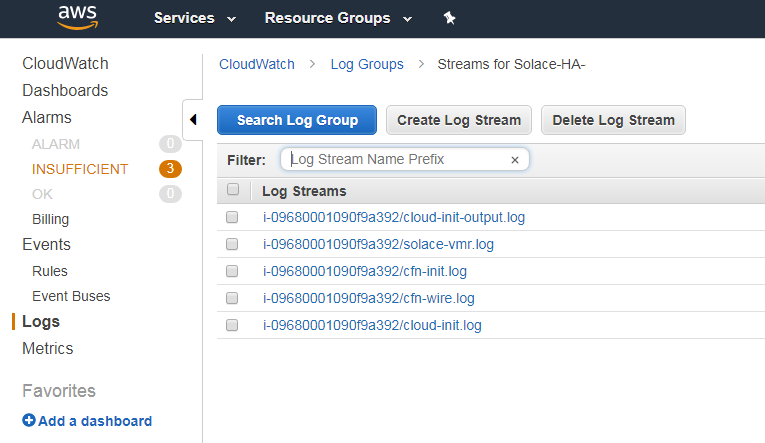 aws Services Resource Groups
CloudWatch
Dashboards
Alarms
ALARM 0
INSUFFICIENT 3
OK 0
Billing
Events
Rules
Event Buses
Logs
Metrics
Favorites
Add a dashboard
CloudWatch > Log Groups > Streams for Solace-HA-
Search Log Group Create Log Stream Delete Log Stream
Filter: Log Stream Name Prefix ×
Log Streams
i-09680001090f9a392/cloud-init-output.log
i-09680001090f9a392/solace-vmr.log
i-09680001090f9a392/cfn-init.log
i-09680001090f9a392/cfn-wire.log
i-09680001090f9a392/cloud-init.log